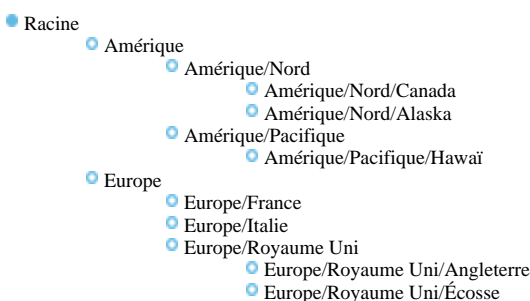 Racine
Amérique
Amérique/Nord
Amérique/Nord/Canada
Amérique/Nord/Alaska
Amérique/Pacifique
Amérique/Pacifique/Hawaï
Europe
Europe/France
Europe/Italie
Europe/Royaume Uni
Europe/Royaume Uni/Angleterre
Europe/Royaume Uni/Écosse